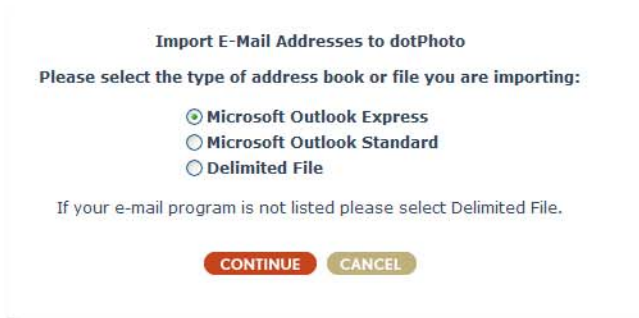 Import E-Mail Addresses to dotPhoto
Please select the type of address book or file you are importing:
Microsoft Outlook Express
Microsoft Outlook Standard
Delimited File
If your e-mail program is not listed please select Delimited File.
CONTINUE CANCEL